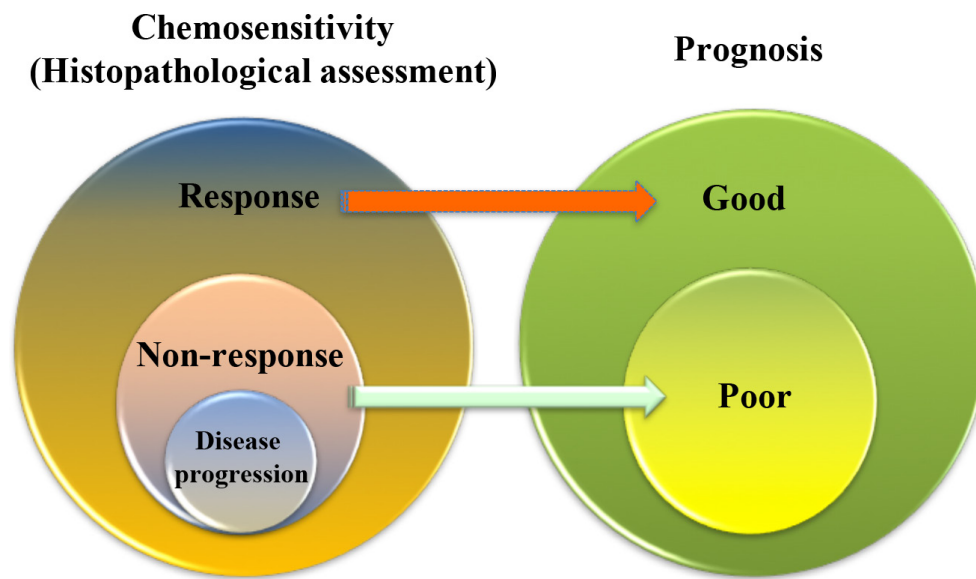 Chemosensitivity
(Histopathological assessment)
Prognosis
Response
Good
Non-response
Poor
Disease
progression